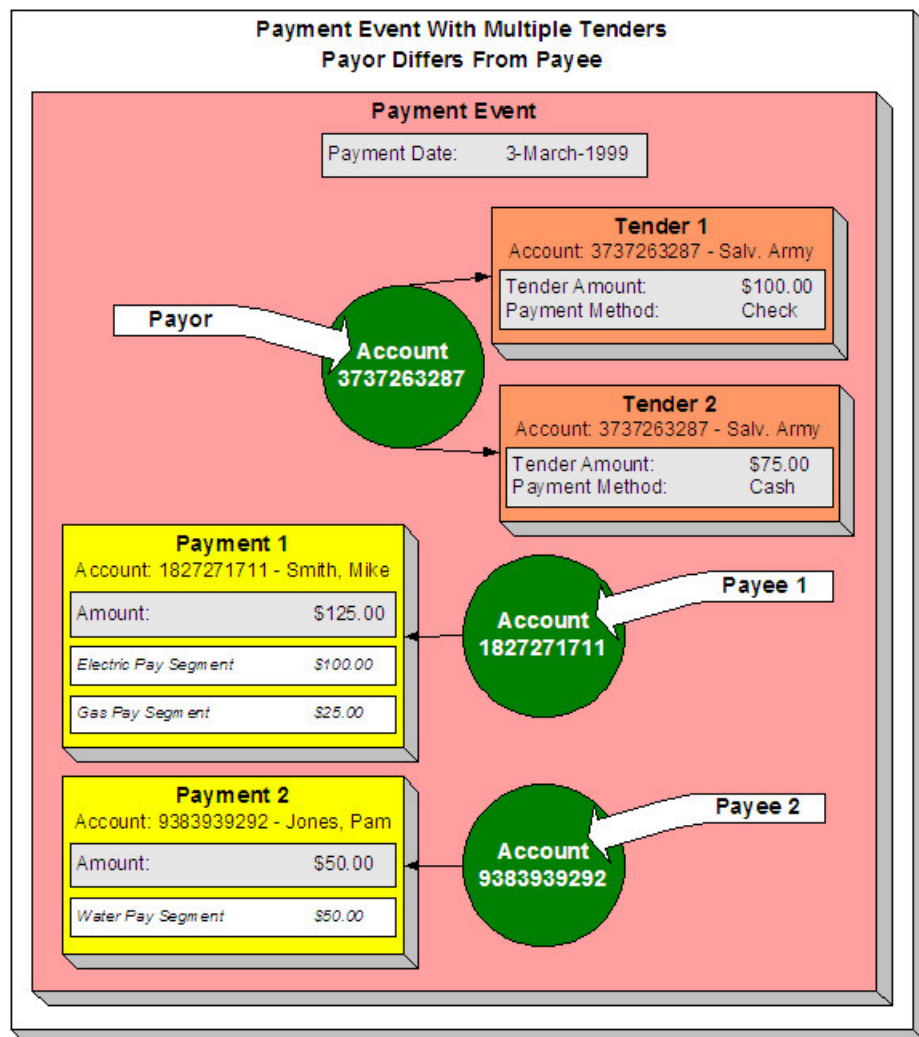 Payment Event With Multiple Tenders
Payor Differs From Payee
Payment Event
Payment Date: 3-March-1999
Tender 1
Account: 3737263287 - Salv. Army
Tender Amount: $100.00
Payment Method: Check
Payor
Account
3737263287
Tender 2
Account: 3737263287 - Salv. Army
Tender Amount: $75.00
Payment Method: Cash
Payment 1
Account: 1827271711 - Smith, Mike
Amount: $125.00
Electric Pay Segment $100.00
Gas Pay Segment $25.00
Payee 1
Account
1827271711
Payment 2
Account: 9383939292 - Jones, Pam
Amount: $50.00
Water Pay Segment $50.00
Payee 2
Account
9383939292